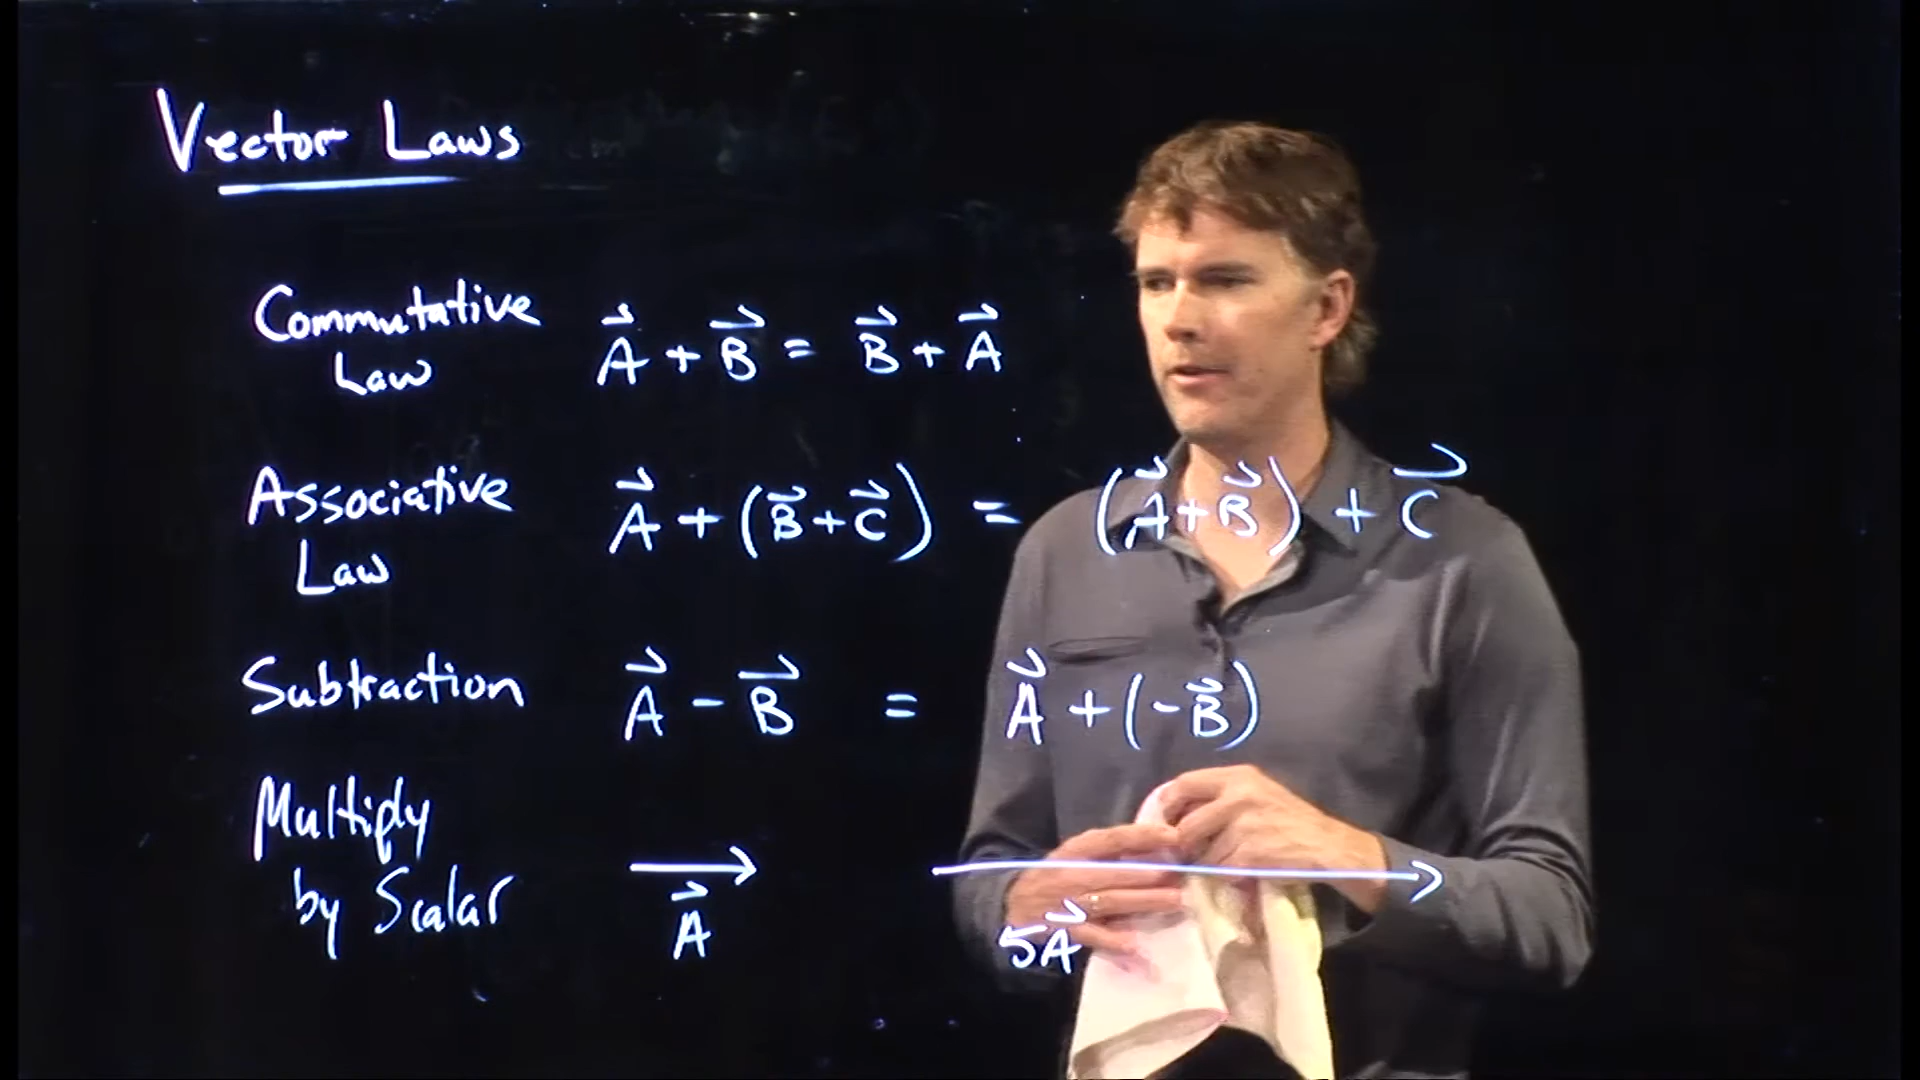 Vector Laws
Commutative Law
A⃗ + B⃗ = B⃗ + A⃗
Associative Law
A⃗ + (B⃗ + C⃗) = (A⃗ + B⃗) + C⃗
Subtraction
A⃗ - B⃗ = A⃗ + (-B⃗)
Multiply by Scalar
A⃗
5A⃗